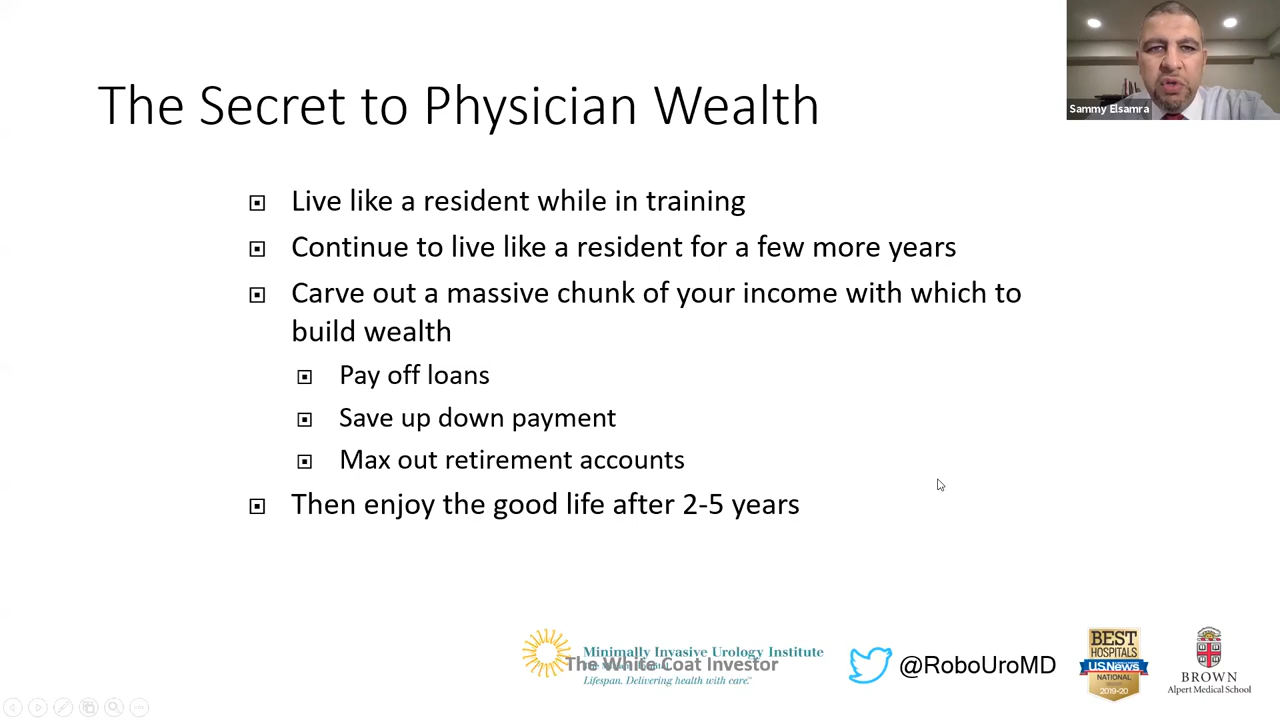 The Secret to Physician Wealth
Sammy Elsamra
Live like a resident while in training
Continue to live like a resident for a few more years
Carve out a massive chunk of your income with which to
build wealth
Pay off loans
Save up down payment
Max out retirement accounts
Then enjoy the good life after 2-5 years
Minimally Invasive Urology Institute
The White Coat Investor
Lifespan. Delivering health with care.
@RoboUroMD
BEST
HOSPITALS
U.S.News
NATIONAL
2019-20
BROWN
Alpert Medical School